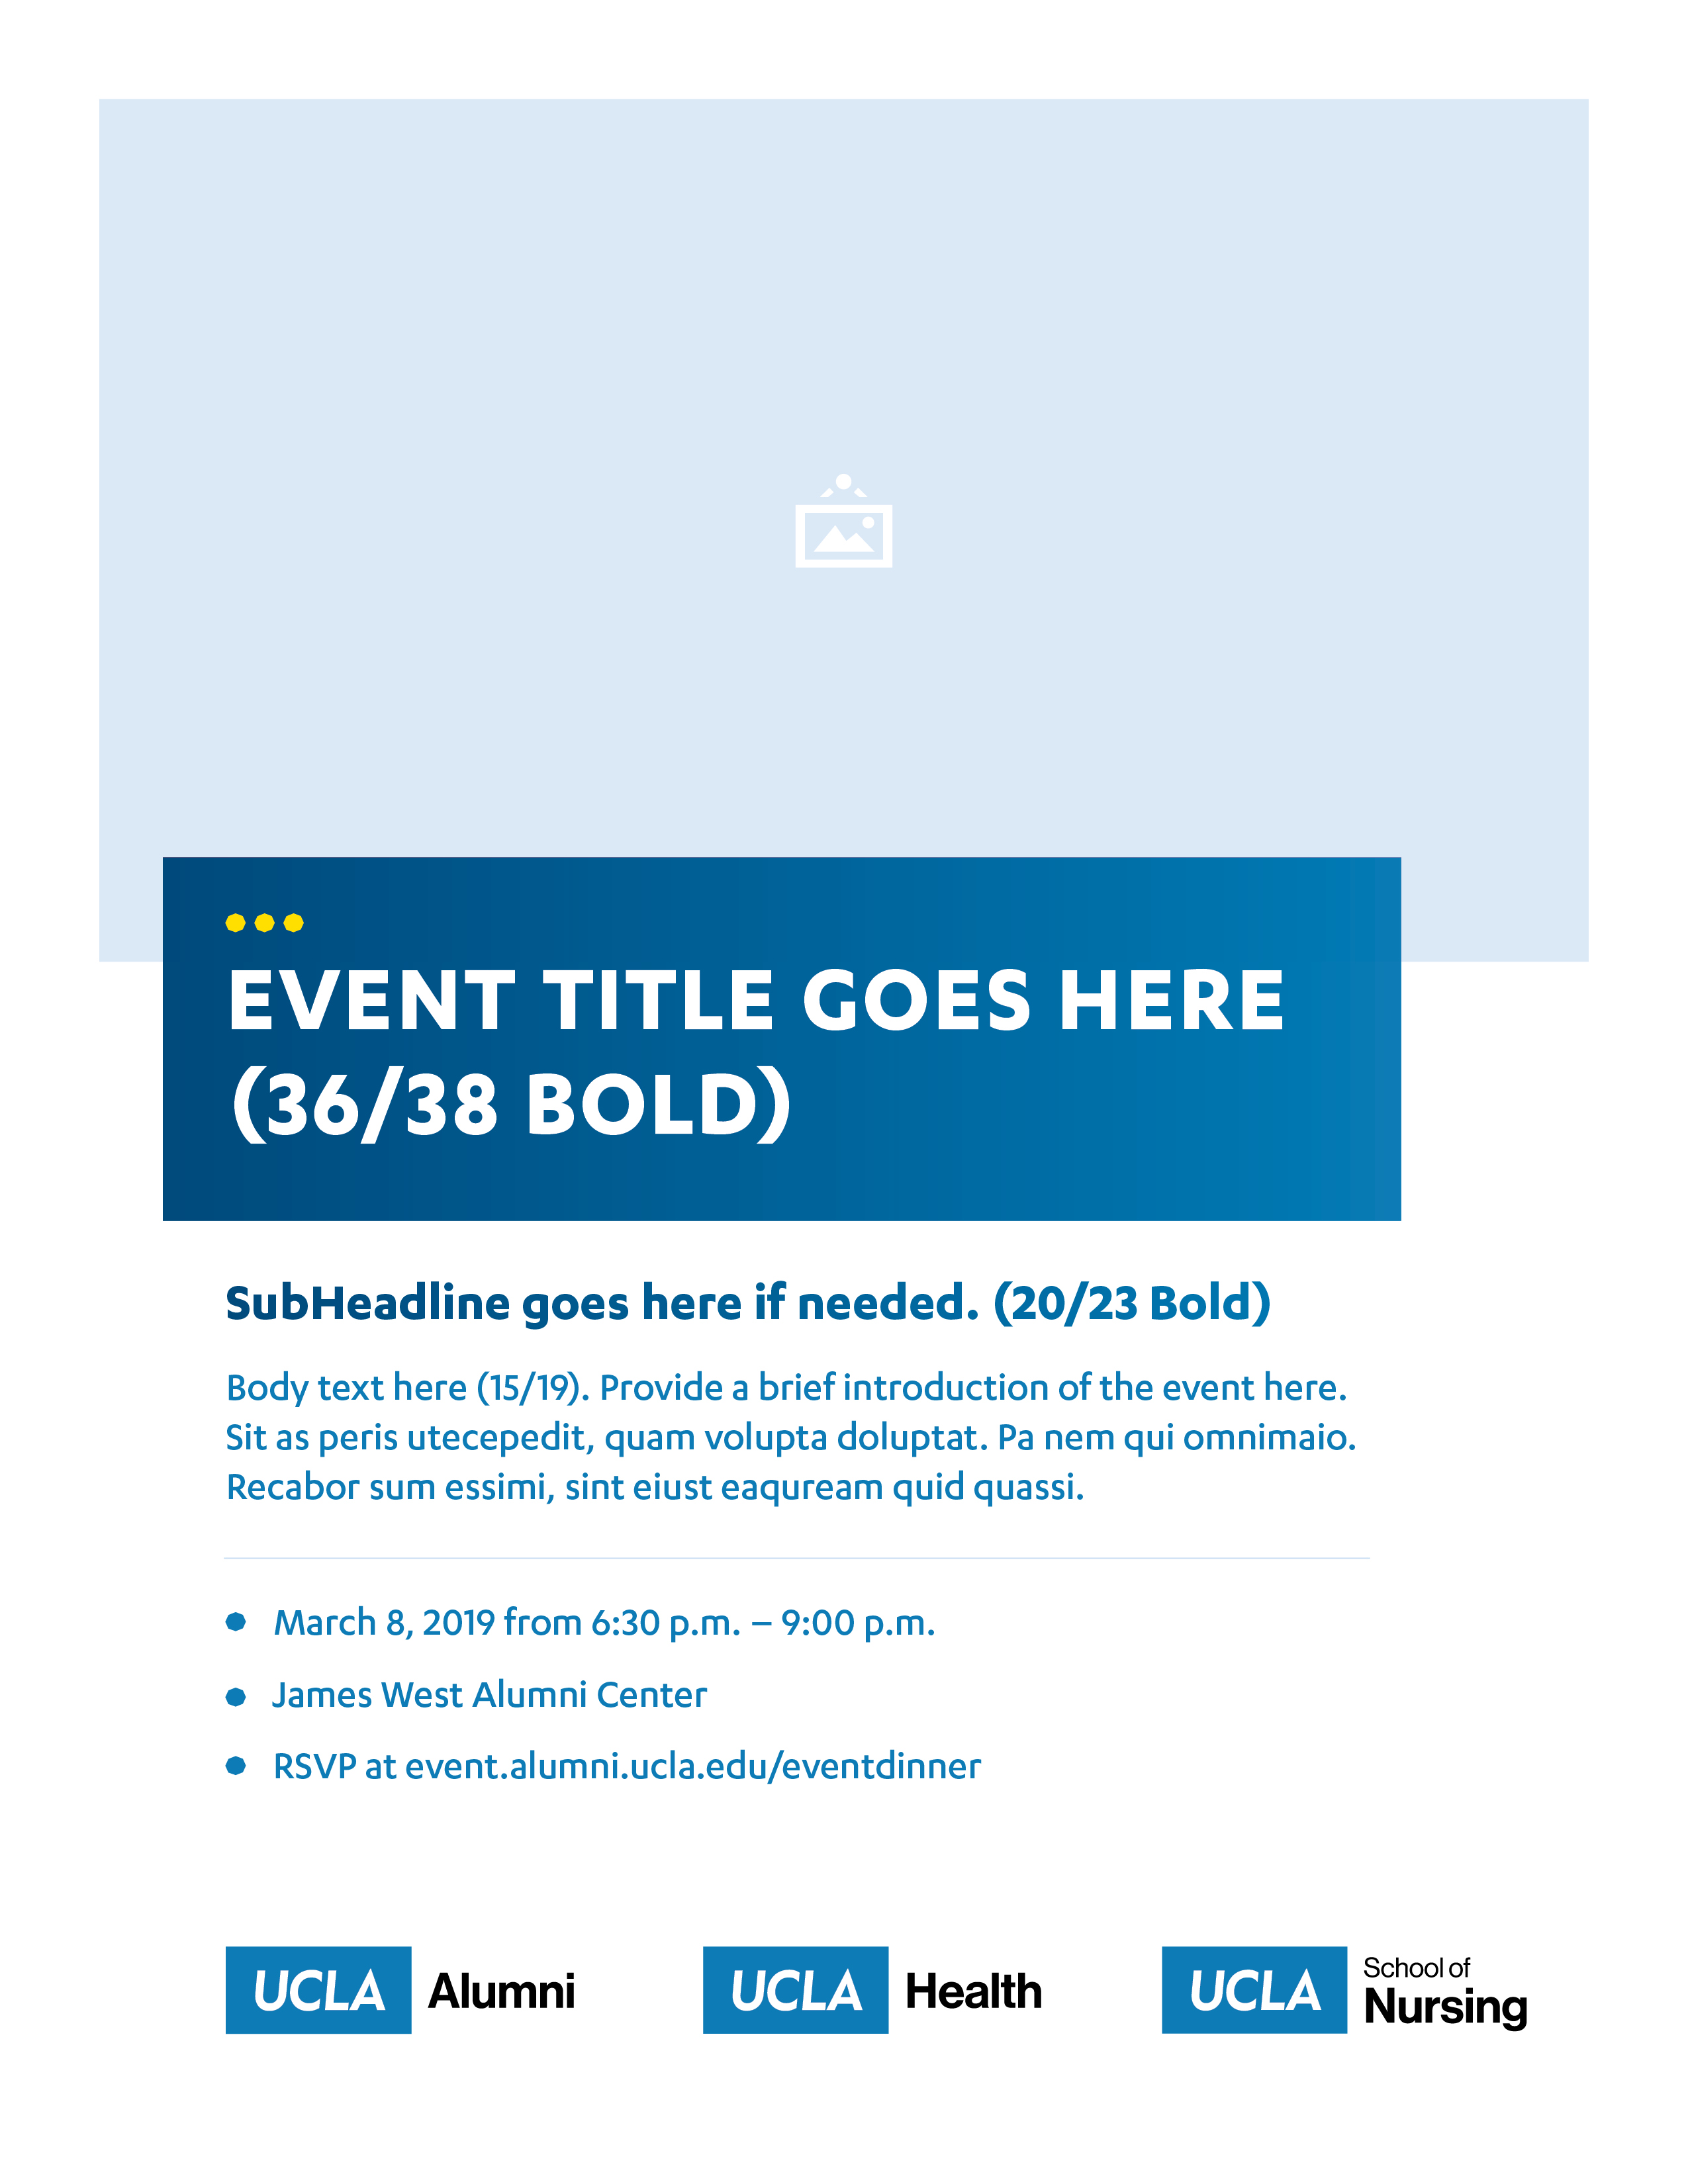 EVENT TITLE GOES HERE
(36/38 BOLD)
SubHeadline goes here if needed. (20/23 Bold)
Body text here (15/19). Provide a brief introduction of the event here.
Sit as peris utecepedit, quam volupta doluptat. Pa nem qui omnimaio.
Recabor sum essimi, sint eiust eaquream quid quassi.
March 8, 2019 from 6:30 p.m. – 9:00 p.m.
James West Alumni Center
RSVP at event.alumni.ucla.edu/eventdinner
UCLA Alumni
UCLA Health
UCLA School of
Nursing